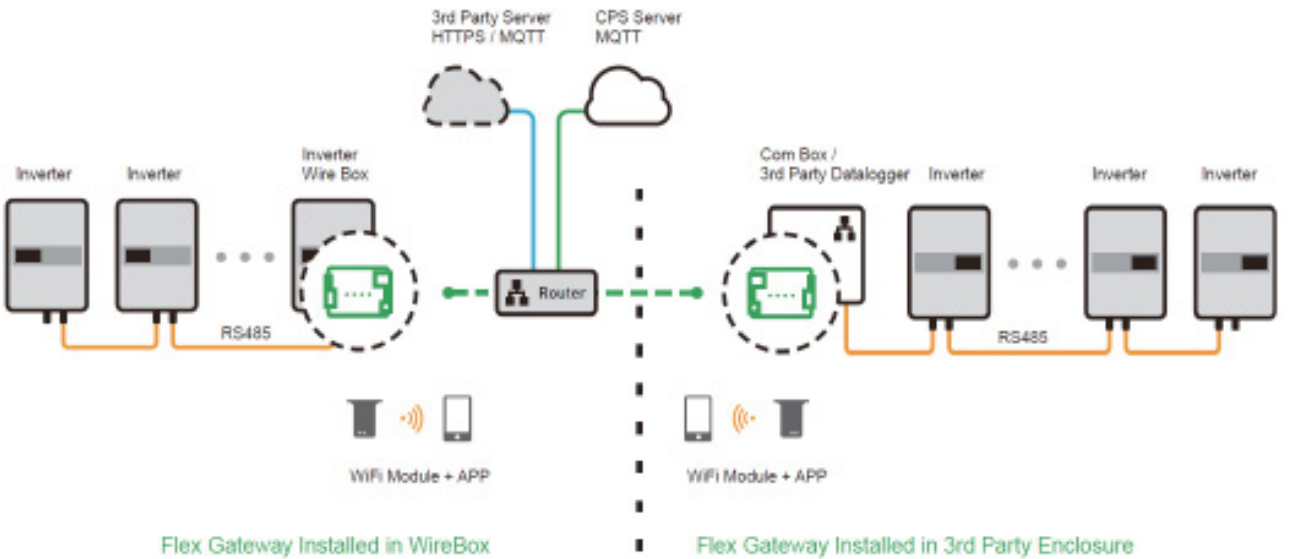 3rd Party Server
HTTPS / MQTT
CPS Server
MQTT
Inverter
Inverter
Inverter
Wire Box
Com Box /
3rd Party Datalogger
Inverter
Inverter
Inverter
Router
RS485
RS485
WiFi Module + APP
WiFi Module + APP
Flex Gateway Installed in WireBox
Flex Gateway Installed in 3rd Party Enclosure